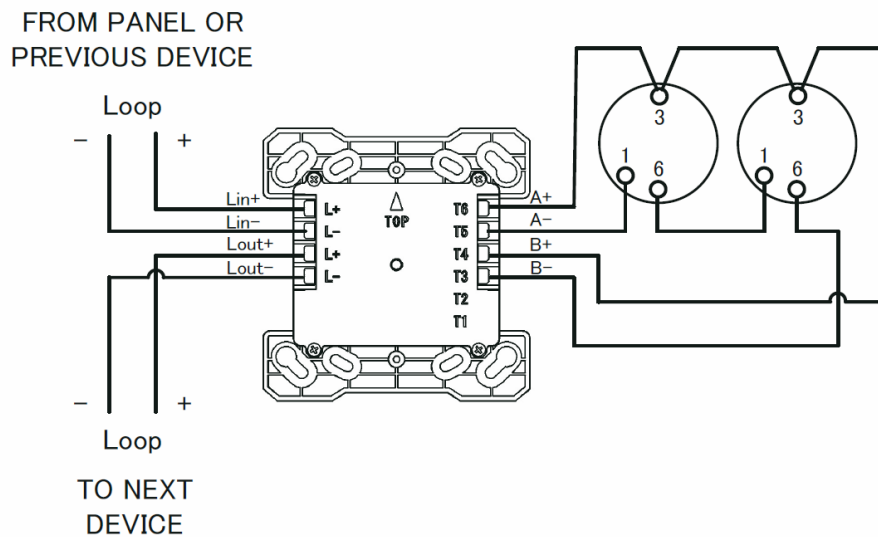 FROM PANEL OR
PREVIOUS DEVICE
Loop
- +
Lin+
Lin-
Lout+
Lout-
L+
L-
L+
L-
TOP
T6
T5
T4
T3
T2
T1
A+
A-
B+
B-
3
1 6
3
1 6
- +
Loop
TO NEXT
DEVICE